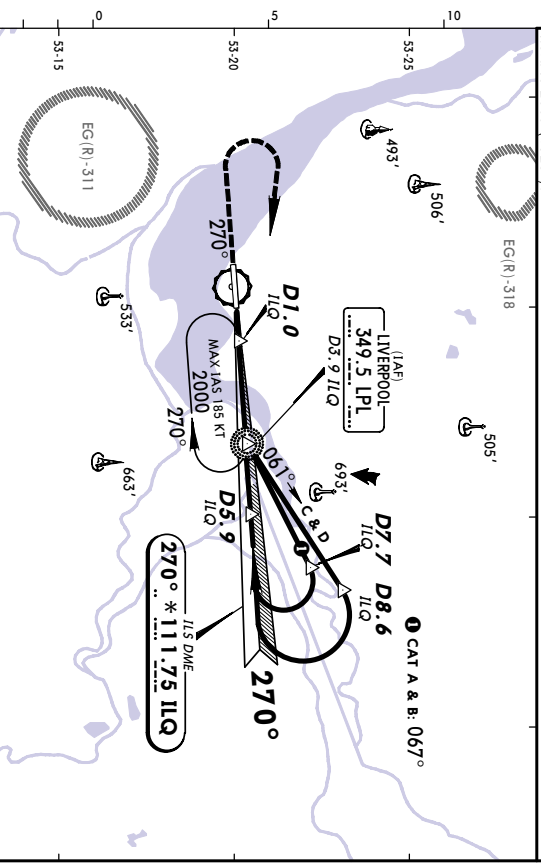 0
5
10
53-15
53-20
53-25
EG(R)-311
EG(R)-318
493'
506'
533'
505'
663'
693'
270°
D1.0
ILQ
(IAF)
LIVERPOOL
349.5 LPL
D3.9 ILQ
MAX IAS 185 KT
2000
270°
061°
C & D
D5.9
ILQ
D7.7
ILQ
D8.6
ILQ
1 CAT A & B: 067°
1
270°
ILS DME
270° *111.75 ILQ